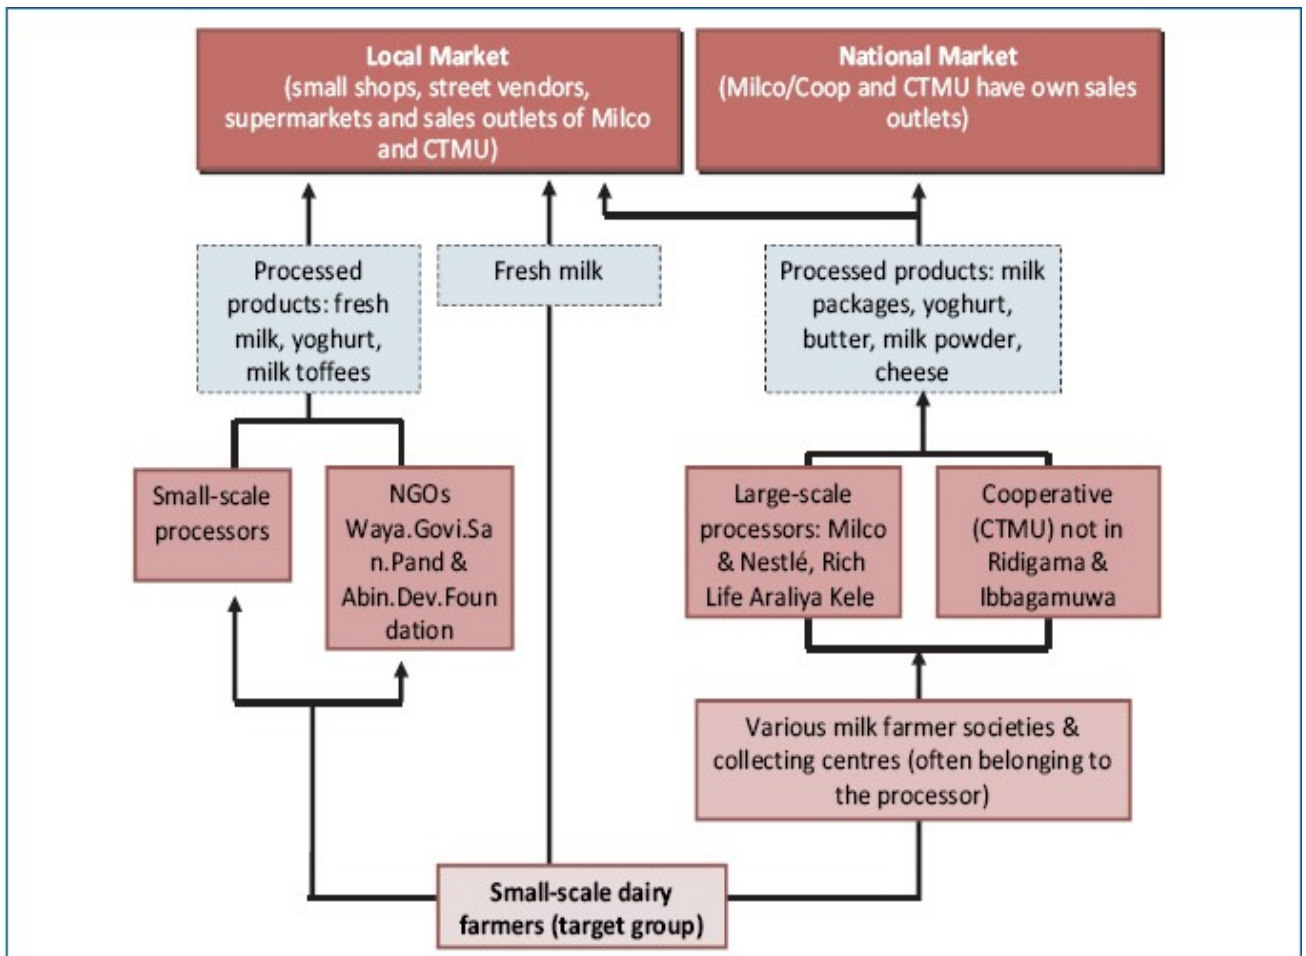 Local Market
(small shops, street vendors,
supermarkets and sales outlets of Milco
and CTMU)
National Market
(Milco/Coop and CTMU have own sales
outlets)
Processed
products: fresh
milk, yoghurt,
milk toffees
Fresh milk
Processed products: milk
packages, yoghurt,
butter, milk powder,
cheese
Small-scale
processors
NGOs
Waya.Govi.Sa
n.Pand &
Abin.Dev.Foun
dation
Large-scale
processors: Milco
& Nestlé, Rich
Life Araliya Kele
Cooperative
(CTMU) not in
Ridigama &
Ibbagamuwa
Various milk farmer societies &
collecting centres (often belonging to
the processor)
Small-scale dairy
farmers (target group)